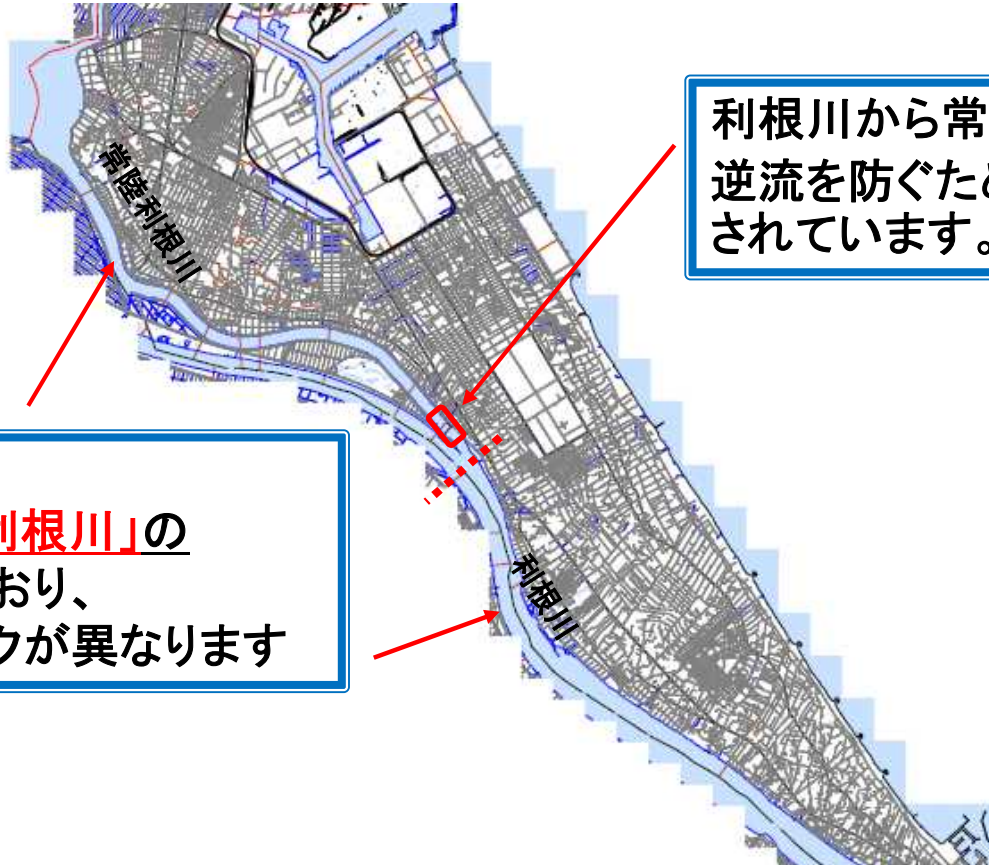 利根川から常
逆流を防ぐた
されています。
常陸利根川
利根川」の
おり、
クが異なります
利根川